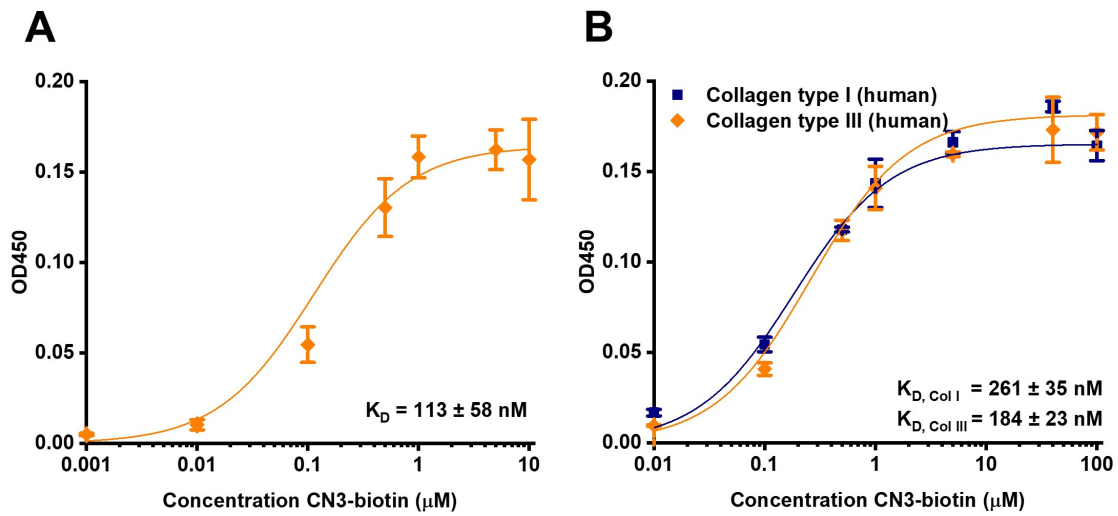 A
B
0.20
0.15
0.10
0.05
0.00
OD450
K_D = 113 ± 58 nM
0.001
0.01
0.1
1
10
Concentration CN3-biotin (μM)
0.20
0.15
0.10
0.05
0.00
OD450
Collagen type I (human)
Collagen type III (human)
K_D, Col I = 261 ± 35 nM
K_D, Col III = 184 ± 23 nM
0.01
0.1
1
10
100
Concentration CN3-biotin (μM)